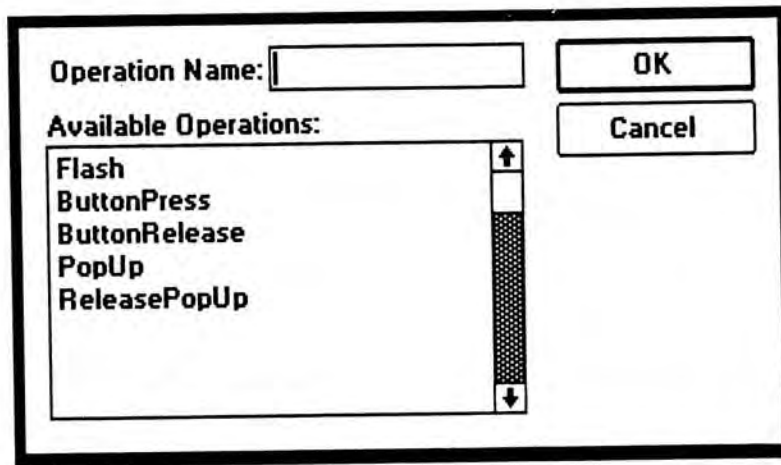 Operation Name:
OK
Available Operations:
Cancel
Flash
ButtonPress
ButtonRelease
PopUp
ReleasePopUp